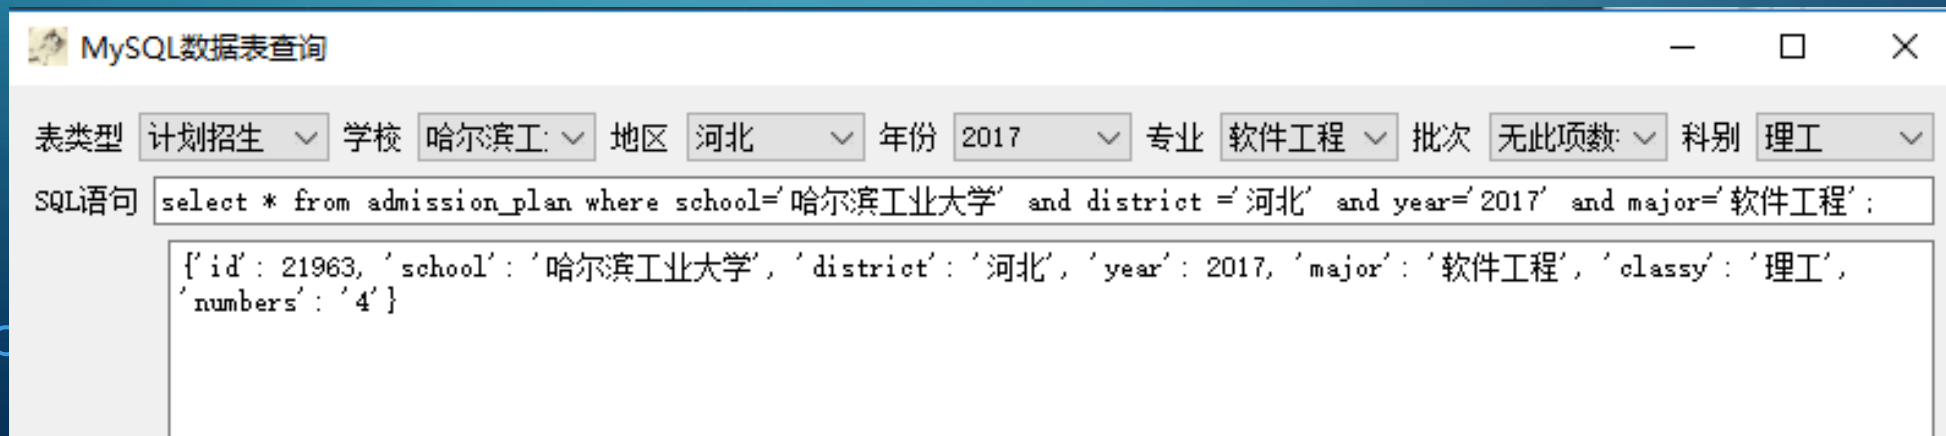 MySQL数据表查询
表类型 计划招生 学校 哈尔滨工 地区 河北 年份 2017 专业 软件工程 批次 无此项数 科别 理工
SQL语句 select * from admission_plan where school='哈尔滨工业大学' and district ='河北' and year='2017' and major='软件工程';
{'id': 21963, 'school': '哈尔滨工业大学', 'district': '河北', 'year': 2017, 'major': '软件工程', 'classy': '理工',
'numbers': '4'}